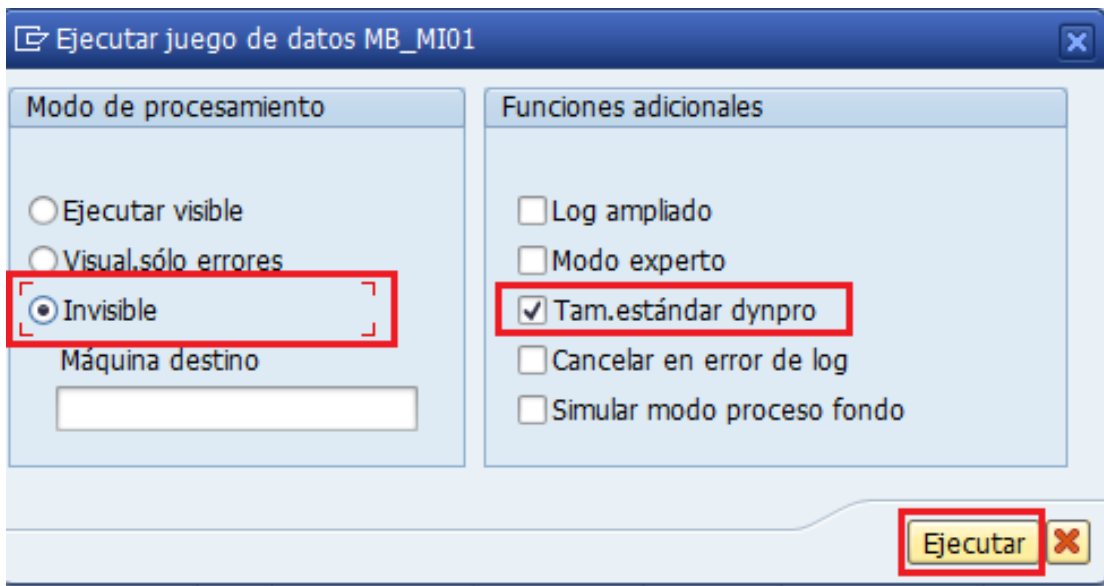 Ejecutar juego de datos MB_MI01
Modo de procesamiento
Ejecutar visible
Visual.sólo errores
Invisible
Máquina destino
Funciones adicionales
Log ampliado
Modo experto
Tam.estándar dynpro
Cancelar en error de log
Simular modo proceso fondo
Ejecutar